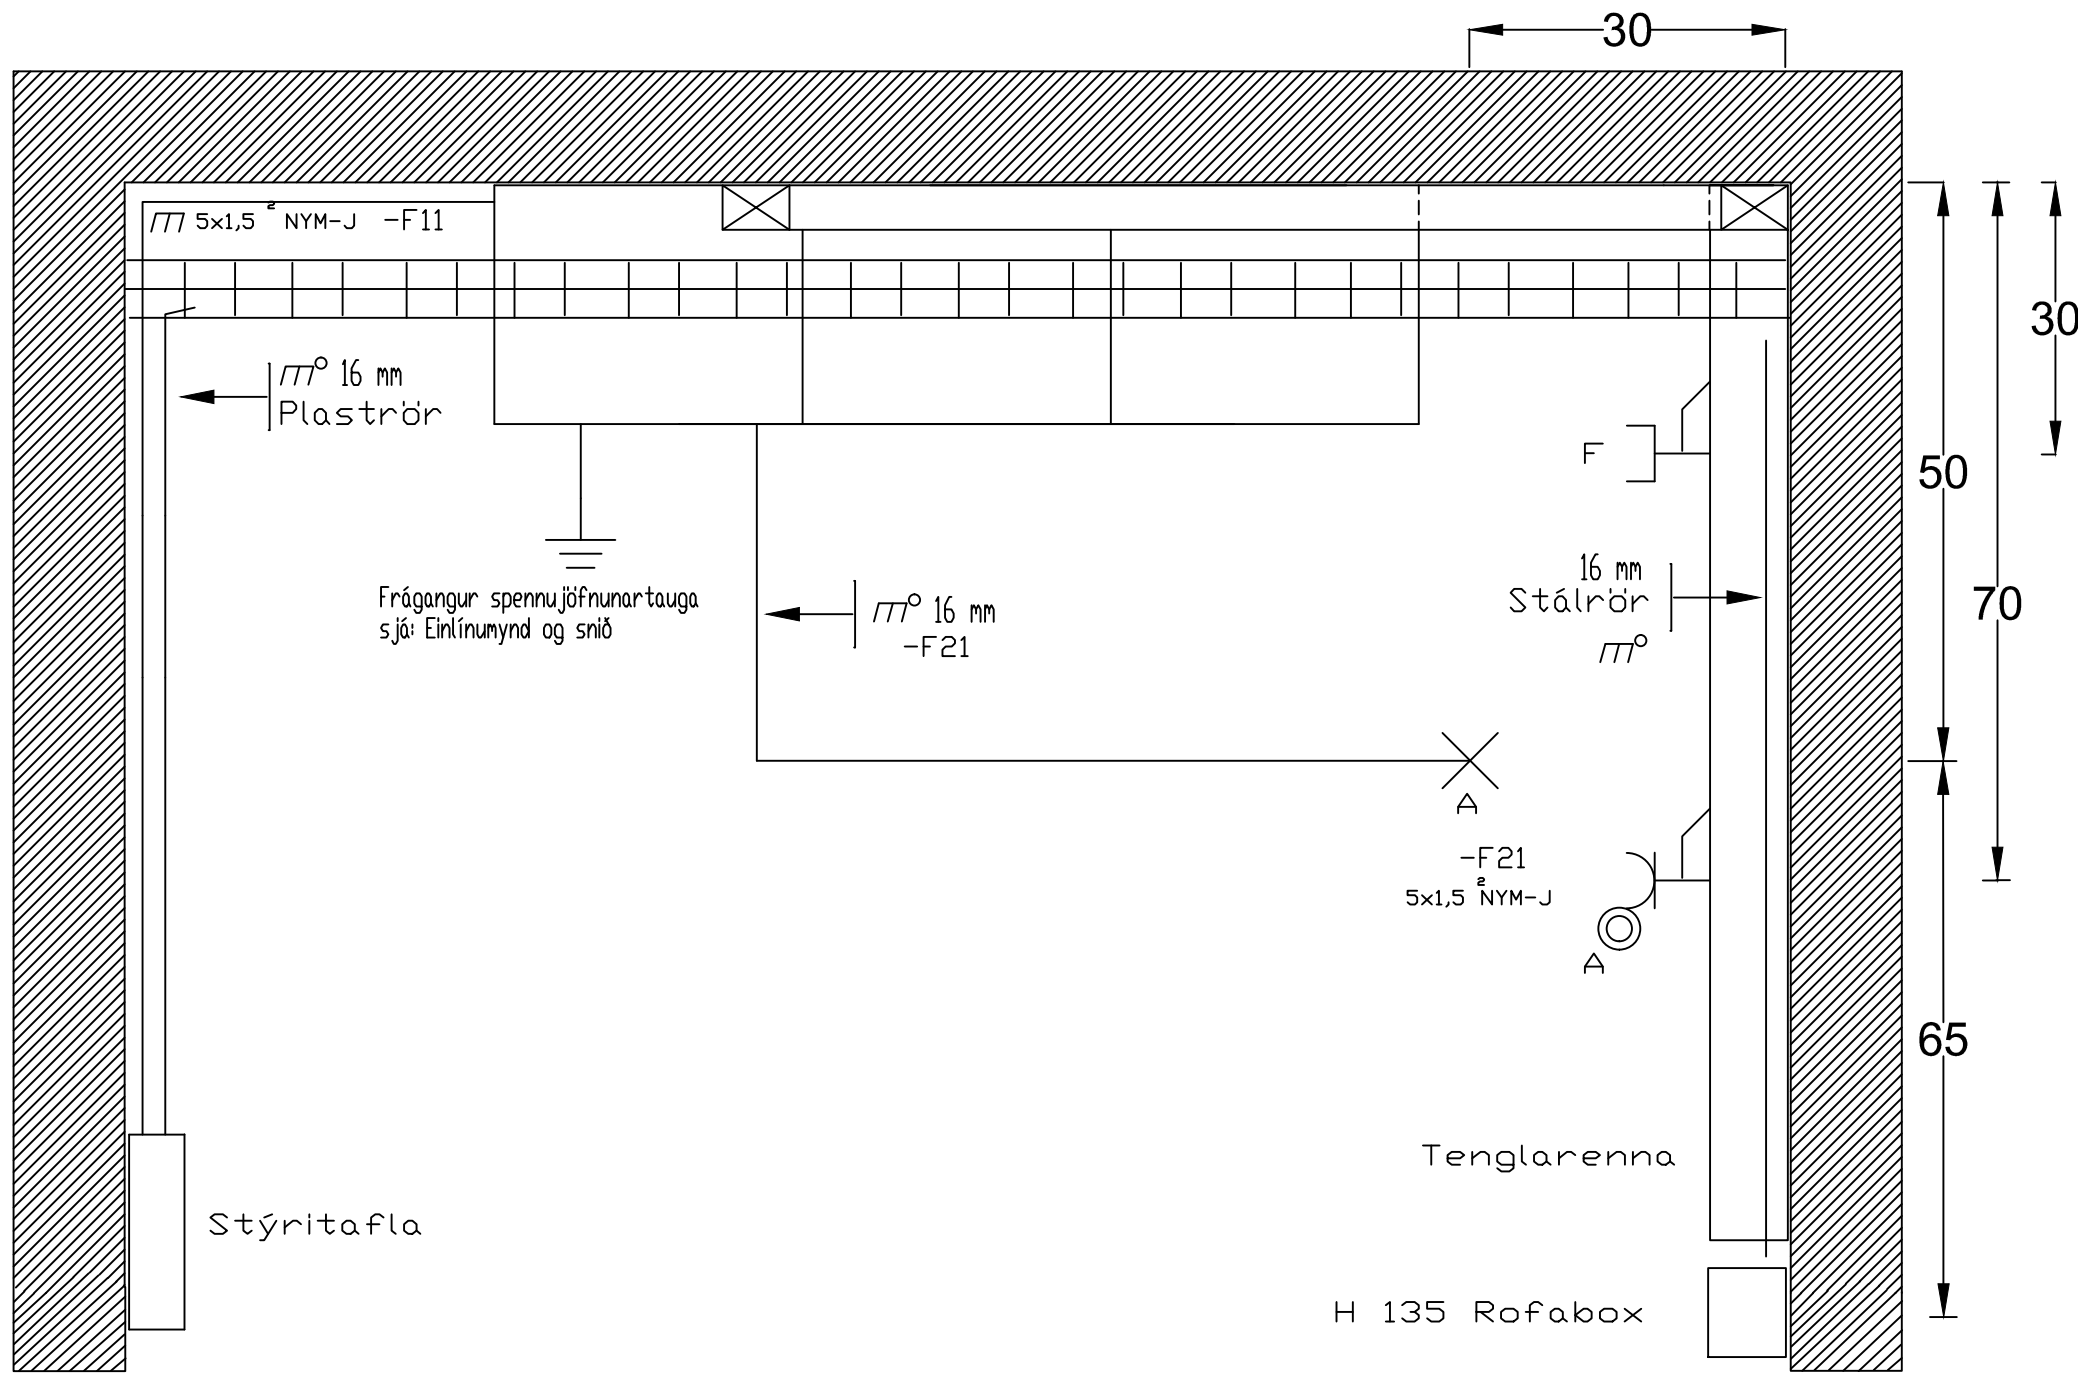 30
5x1,5 ² NYM-J -F11
30
16 mm
Plaströr
F
50
16 mm
Stálrör
Frágangur spennujöfnunartauga
sjá: Einlínumynd og snið
16 mm
-F21
70
A
-F21
5x1,5 ² NYM-J
A
65
Tenglarenna
Stýritafla
H 135 Rofabox